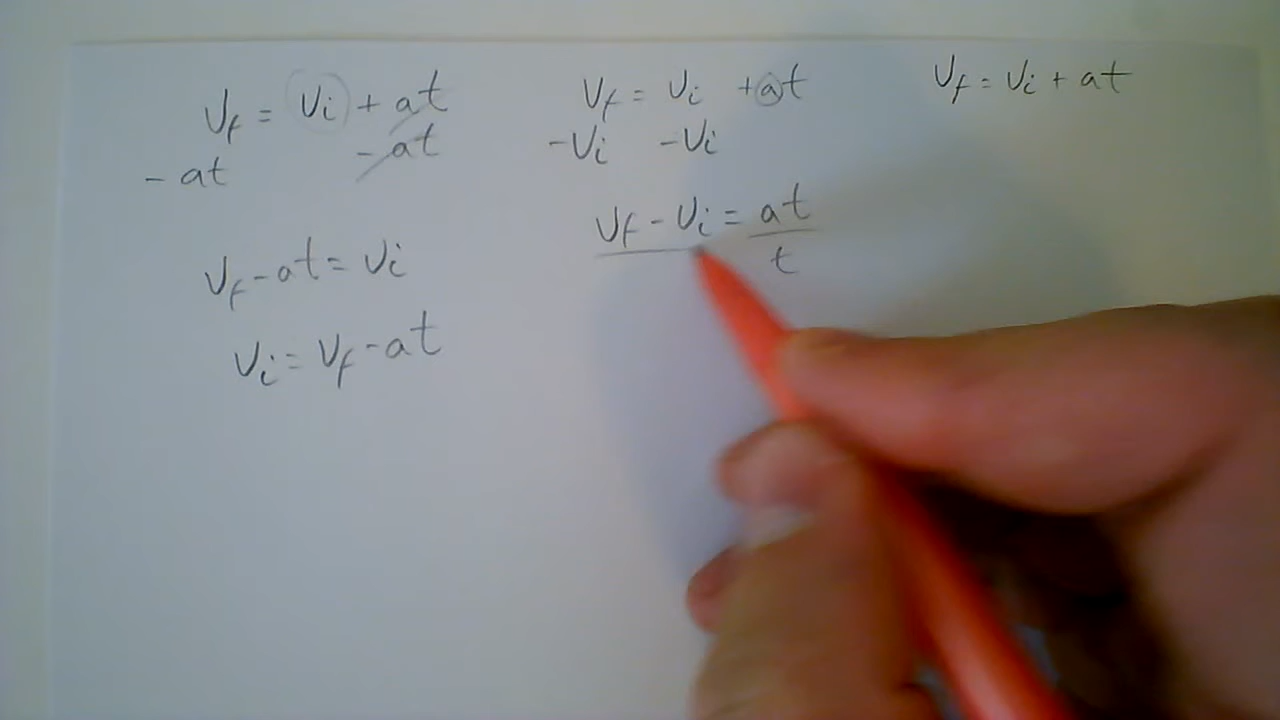 Vf = Vi + at
- at - at
Vf - at = Vi
Vi = Vf - at
Vf = Vi + at
- Vi - Vi
Vf - Vi = at
t
Vf = Vi + at